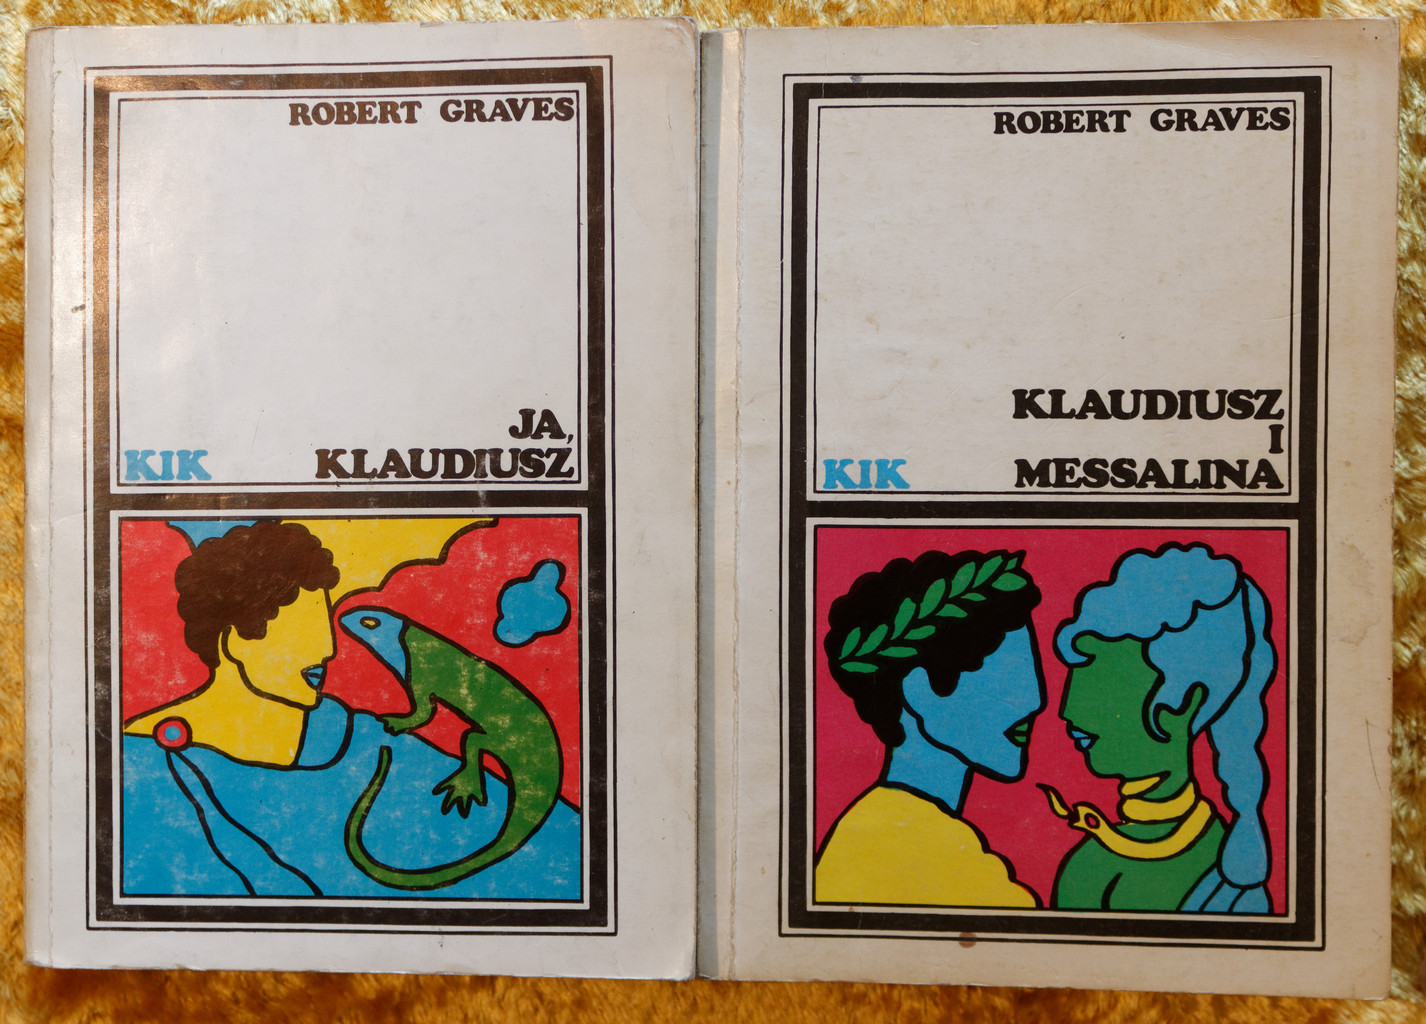 ROBERT GRAVES
JA,
KIK KLAUDIUSZ
ROBERT GRAVES
KLAUDIUSZ
I
KIK MESSALINA